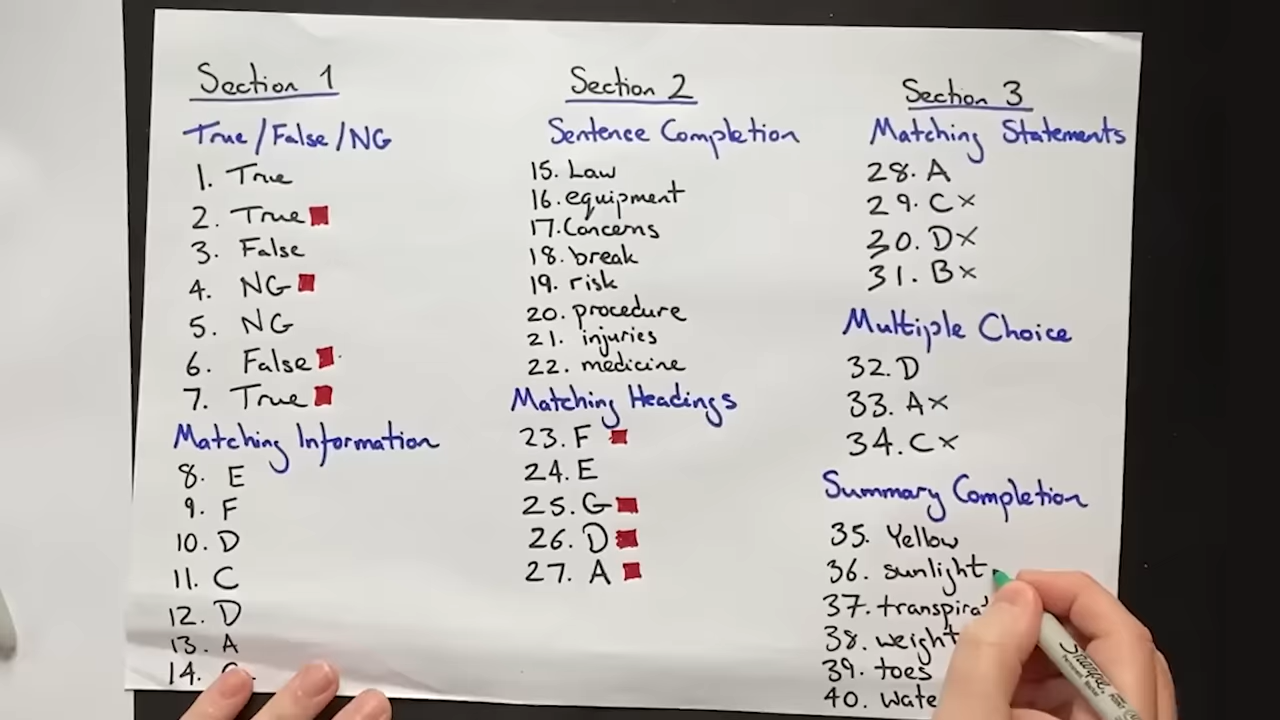 Section 1
True/False/NG
1. True
2. True
3. False
4. NG
5. NG
6. False
7. True
Matching Information
8. E
9. F
10. D
11. C
12. D
13. A
14.
Section 2
Sentence Completion
15. Law
16. equipment
17. Concerns
18. break
19. risk
20. procedure
21. injuries
22. medicine
Matching Headings
23. F
24. E
25. G
26. D
27. A
Section 3
Matching Statements
28. A
29. C x
30. D x
31. B x
Multiple Choice
32. D
33. A x
34. C x
Summary Completion
35. Yellow
36. sunlight
37.
38. weight
39. toes
40.
Sharpie